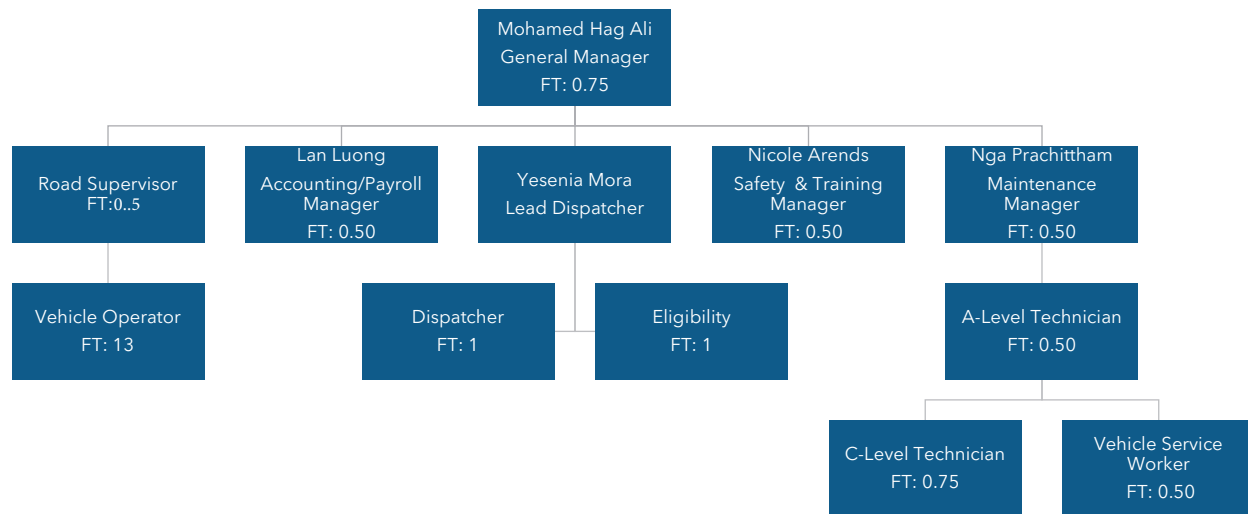 Mohamed Hag Ali
General Manager
FT: 0.75
Road Supervisor
FT:0..5
Lan Luong
Accounting/Payroll
Manager
FT: 0.50
Yesenia Mora
Lead Dispatcher
Nicole Arends
Safety & Training
Manager
FT: 0.50
Nga Prachittham
Maintenance
Manager
FT: 0.50
Vehicle Operator
FT: 13
Dispatcher
FT: 1
Eligibility
FT: 1
A-Level Technician
FT: 0.50
C-Level Technician
FT: 0.75
Vehicle Service
Worker
FT: 0.50